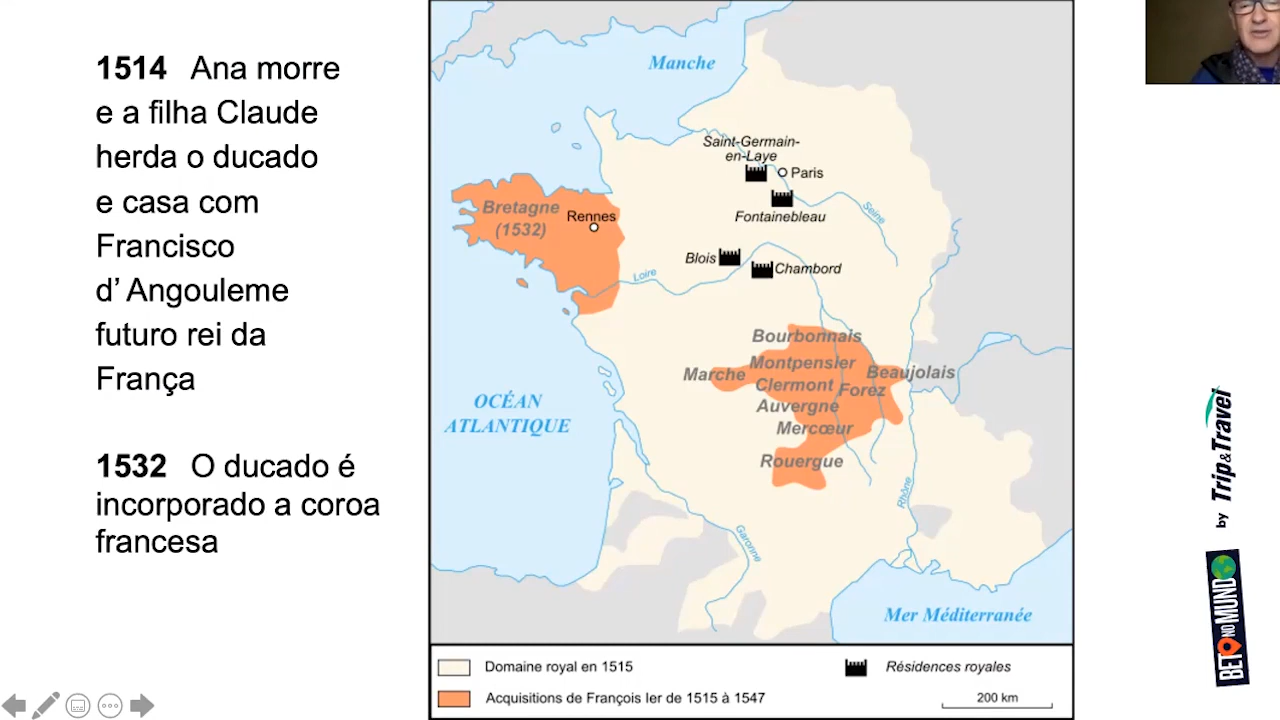 1514 Ana morre
e a filha Claude
herda o ducado
e casa com
Francisco
d’ Angouleme
futuro rei da
França
1532 O ducado é
incorporado a coroa
francesa
Manche
Saint-Germain-
en-Laye
Paris
Fontainebleau
Seine
Bretagne
(1532)
Rennes
Blois
Chambord
Loire
Bourbonnais
Montpensier
Marche
Beaujolais
Clermont
Forez
Auvergne
Mercœur
Rouergue
OCÉAN
ATLANTIQUE
Rhône
Garonne
Mer Méditerranée
Domaine royal en 1515
Résidences royales
Acquisitions de François Ier de 1515 à 1547
200 km
by Trip&Travel
BETO NO MUNDO